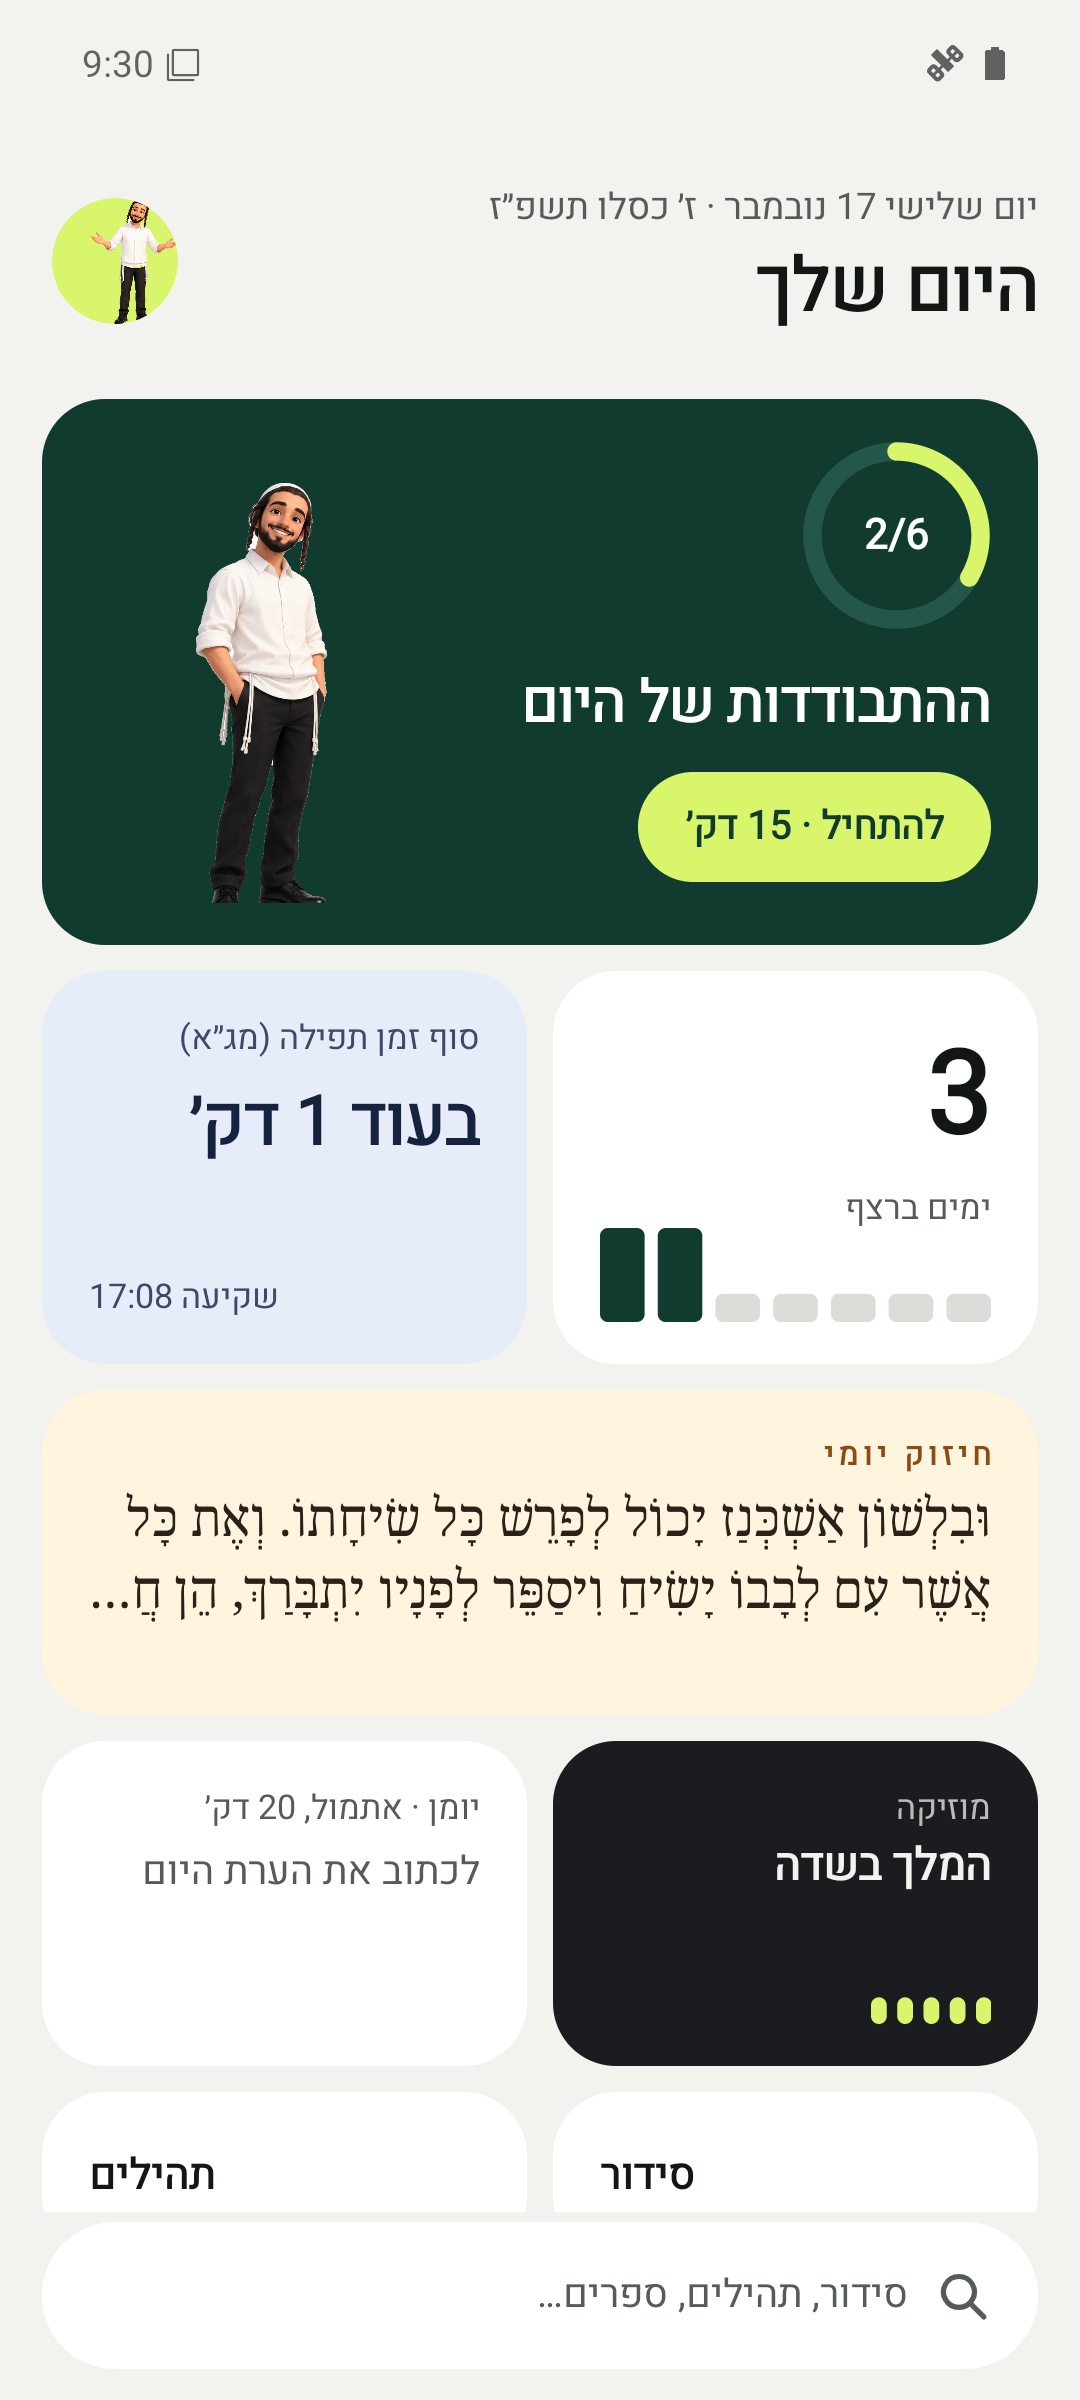 9:30
יום שלישי 17 נובמבר · ז׳ כסלו תשפ״ז
היום שלך
2/6
ההתבודדות של היום
להתחיל · 15 דק׳
3
ימים ברצף
סוף זמן תפילה (מג״א)
בעוד 1 דק׳
שקיעה 17:08
חיזוק יומי
וּבִלְשׁוֹן אַשְׁכְּנַז יָכוֹל לְפָרֵשׁ כָּל שִׂיחָתוֹ. וְאֶת כָּל
אֲשֶׁר עִם לְבָבוֹ יָשִׂיחַ וִיסַפֵּר לְפָנָיו יִתְבָּרַךְ, הֵן חֲ...
מוזיקה
המלך בשדה
יומן · אתמול, 20 דק׳
לכתוב את הערת היום
סידור
תהילים
סידור, תהילים, ספרים...